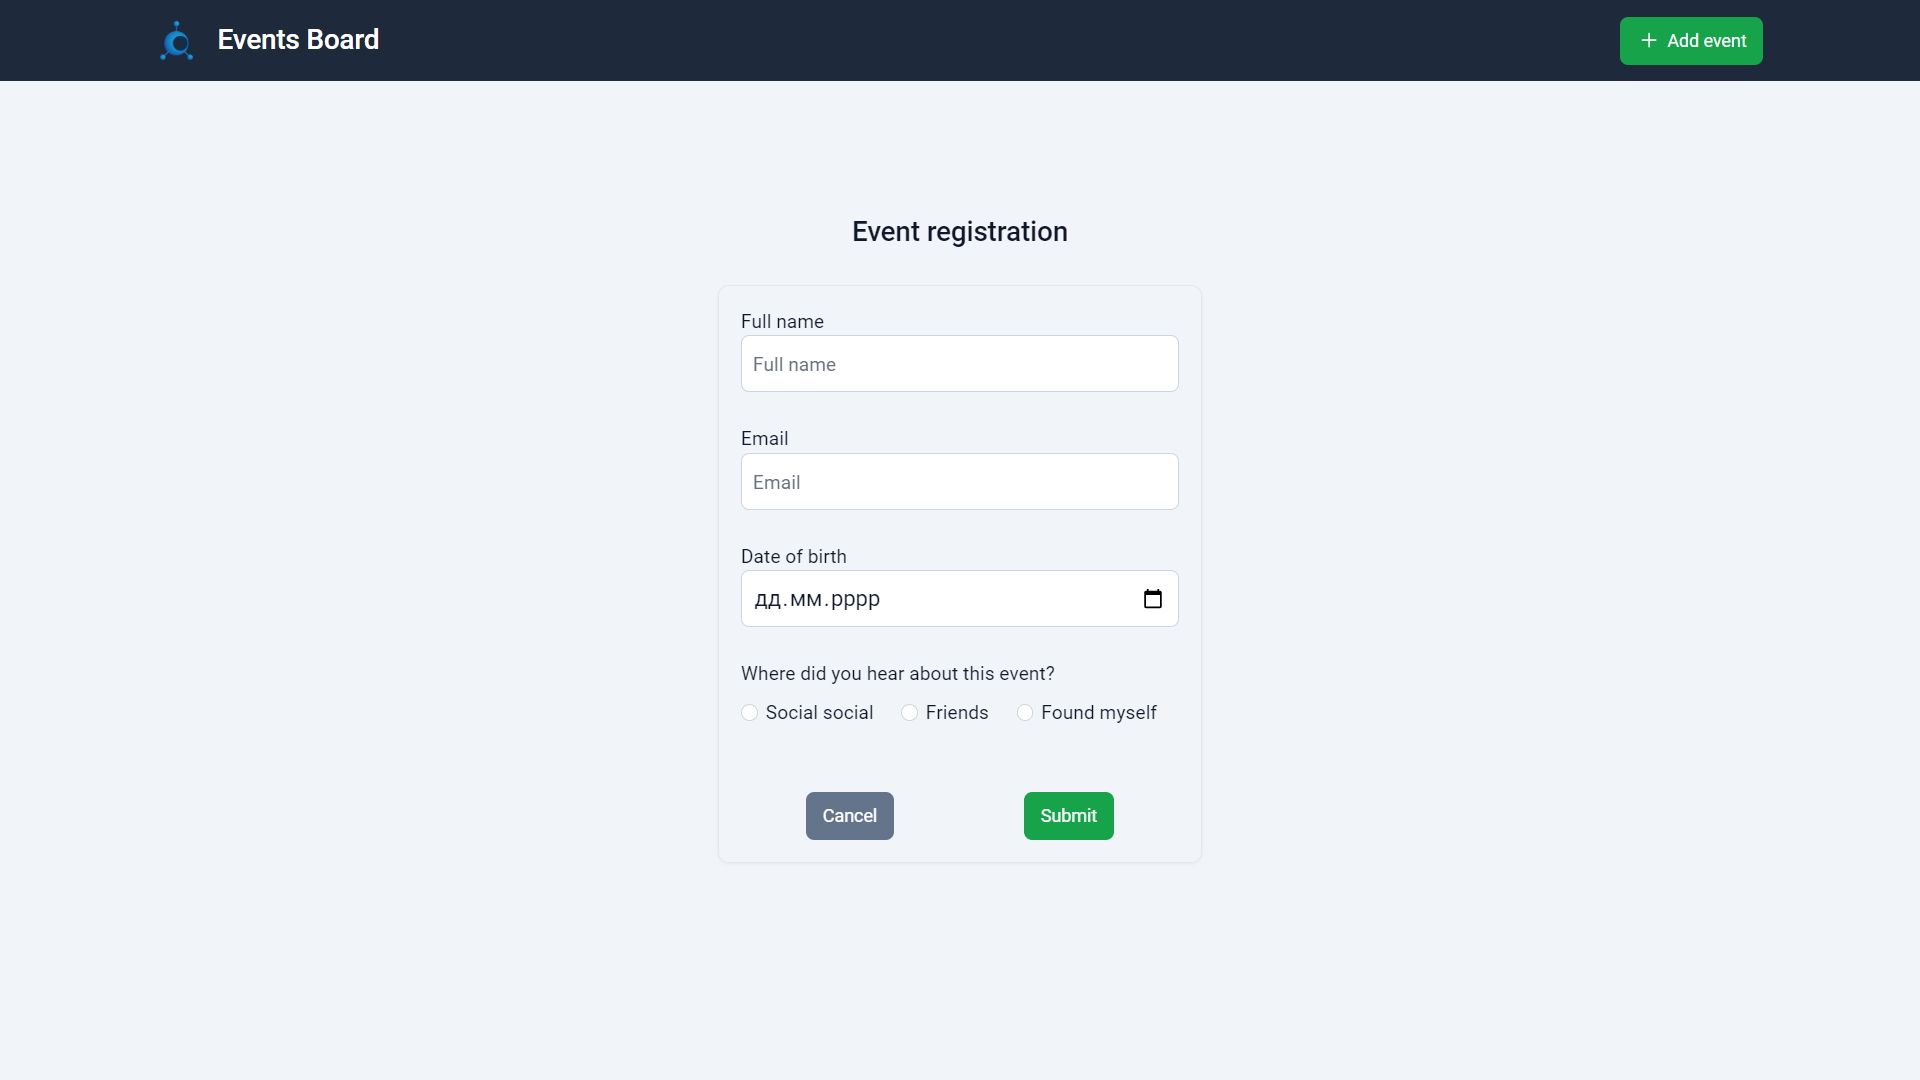 Events Board
Add event
Event registration
Full name
Full name
Email
Email
Date of birth
дд.мм.рррр
Where did you hear about this event?
Social social Friends Found myself
Cancel Submit